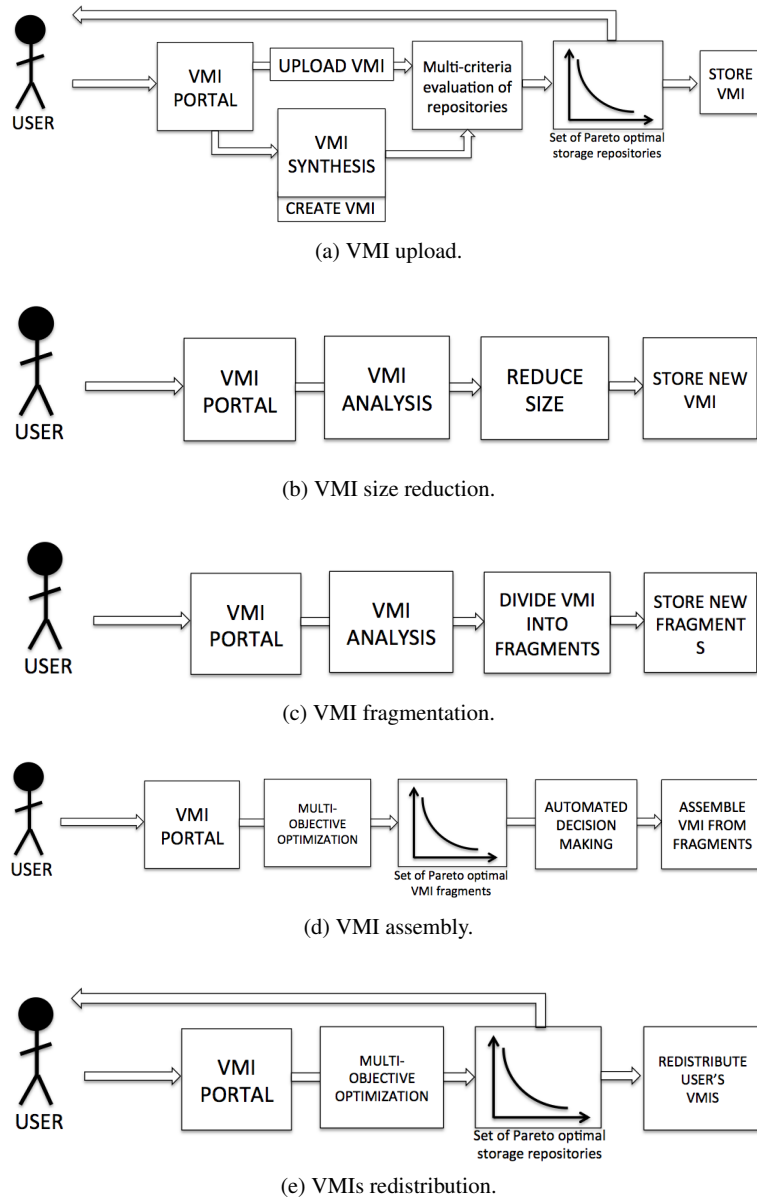 USER
VMI
PORTAL
UPLOAD VMI
VMI
SYNTHESIS
CREATE VMI
Multi-criteria
evaluation of
repositories
Set of Pareto optimal
storage repositories
STORE
VMI
(a) VMI upload.
USER
VMI
PORTAL
VMI
ANALYSIS
REDUCE
SIZE
STORE NEW
VMI
(b) VMI size reduction.
USER
VMI
PORTAL
VMI
ANALYSIS
DIVIDE VMI
INTO
FRAGMENTS
STORE NEW
FRAGMENT
S
(c) VMI fragmentation.
USER
VMI
PORTAL
MULTI-
OBJECTIVE
OPTIMIZATION
Set of Pareto optimal
VMI fragments
AUTOMATED
DECISION
MAKING
ASSEMBLE
VMI FROM
FRAGMENTS
(d) VMI assembly.
USER
VMI
PORTAL
MULTI-
OBJECTIVE
OPTIMIZATION
Set of Pareto optimal
storage repositories
REDISTRIBUTE
USER'S
VMIS
(e) VMIs redistribution.